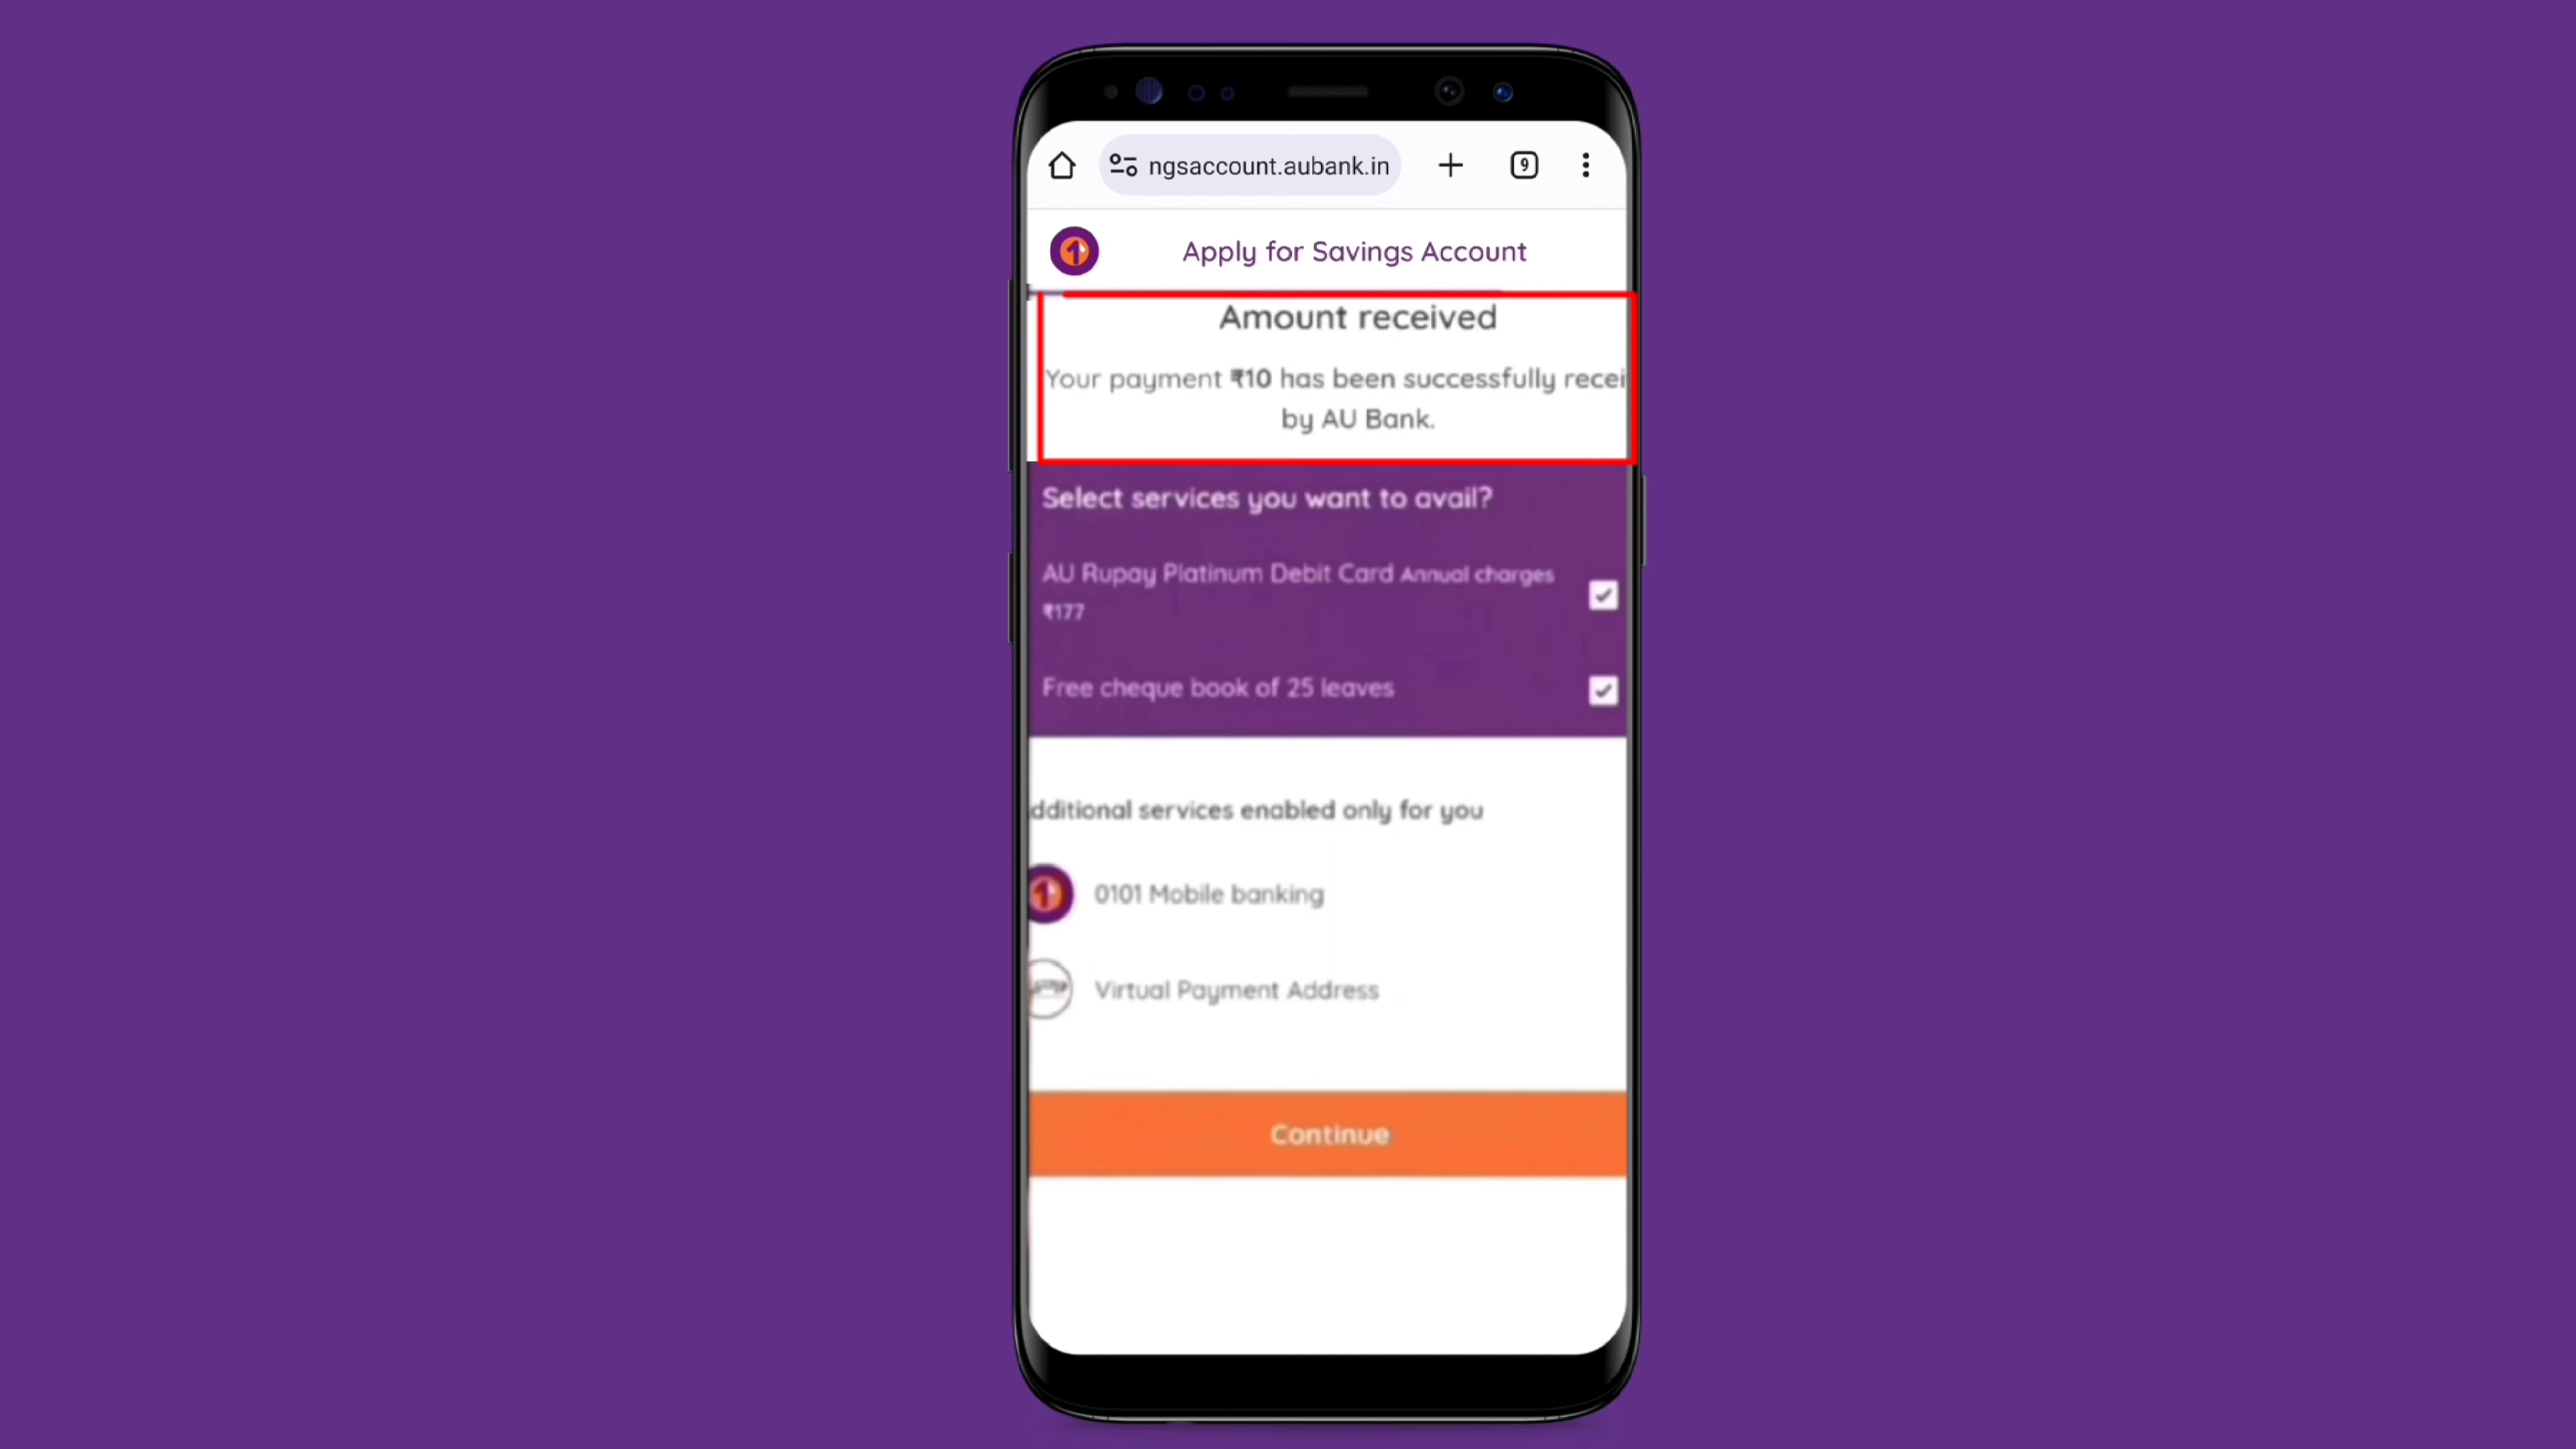 ngsaccount.aubank.in
9
Apply for Savings Account
Amount received
Your payment ₹10 has been successfully recei
by AU Bank.
Select services you want to avail?
AU Rupay Platinum Debit Card Annual charges
₹177
Free cheque book of 25 leaves
dditional services enabled only for you
0101 Mobile banking
Virtual Payment Address
Continue